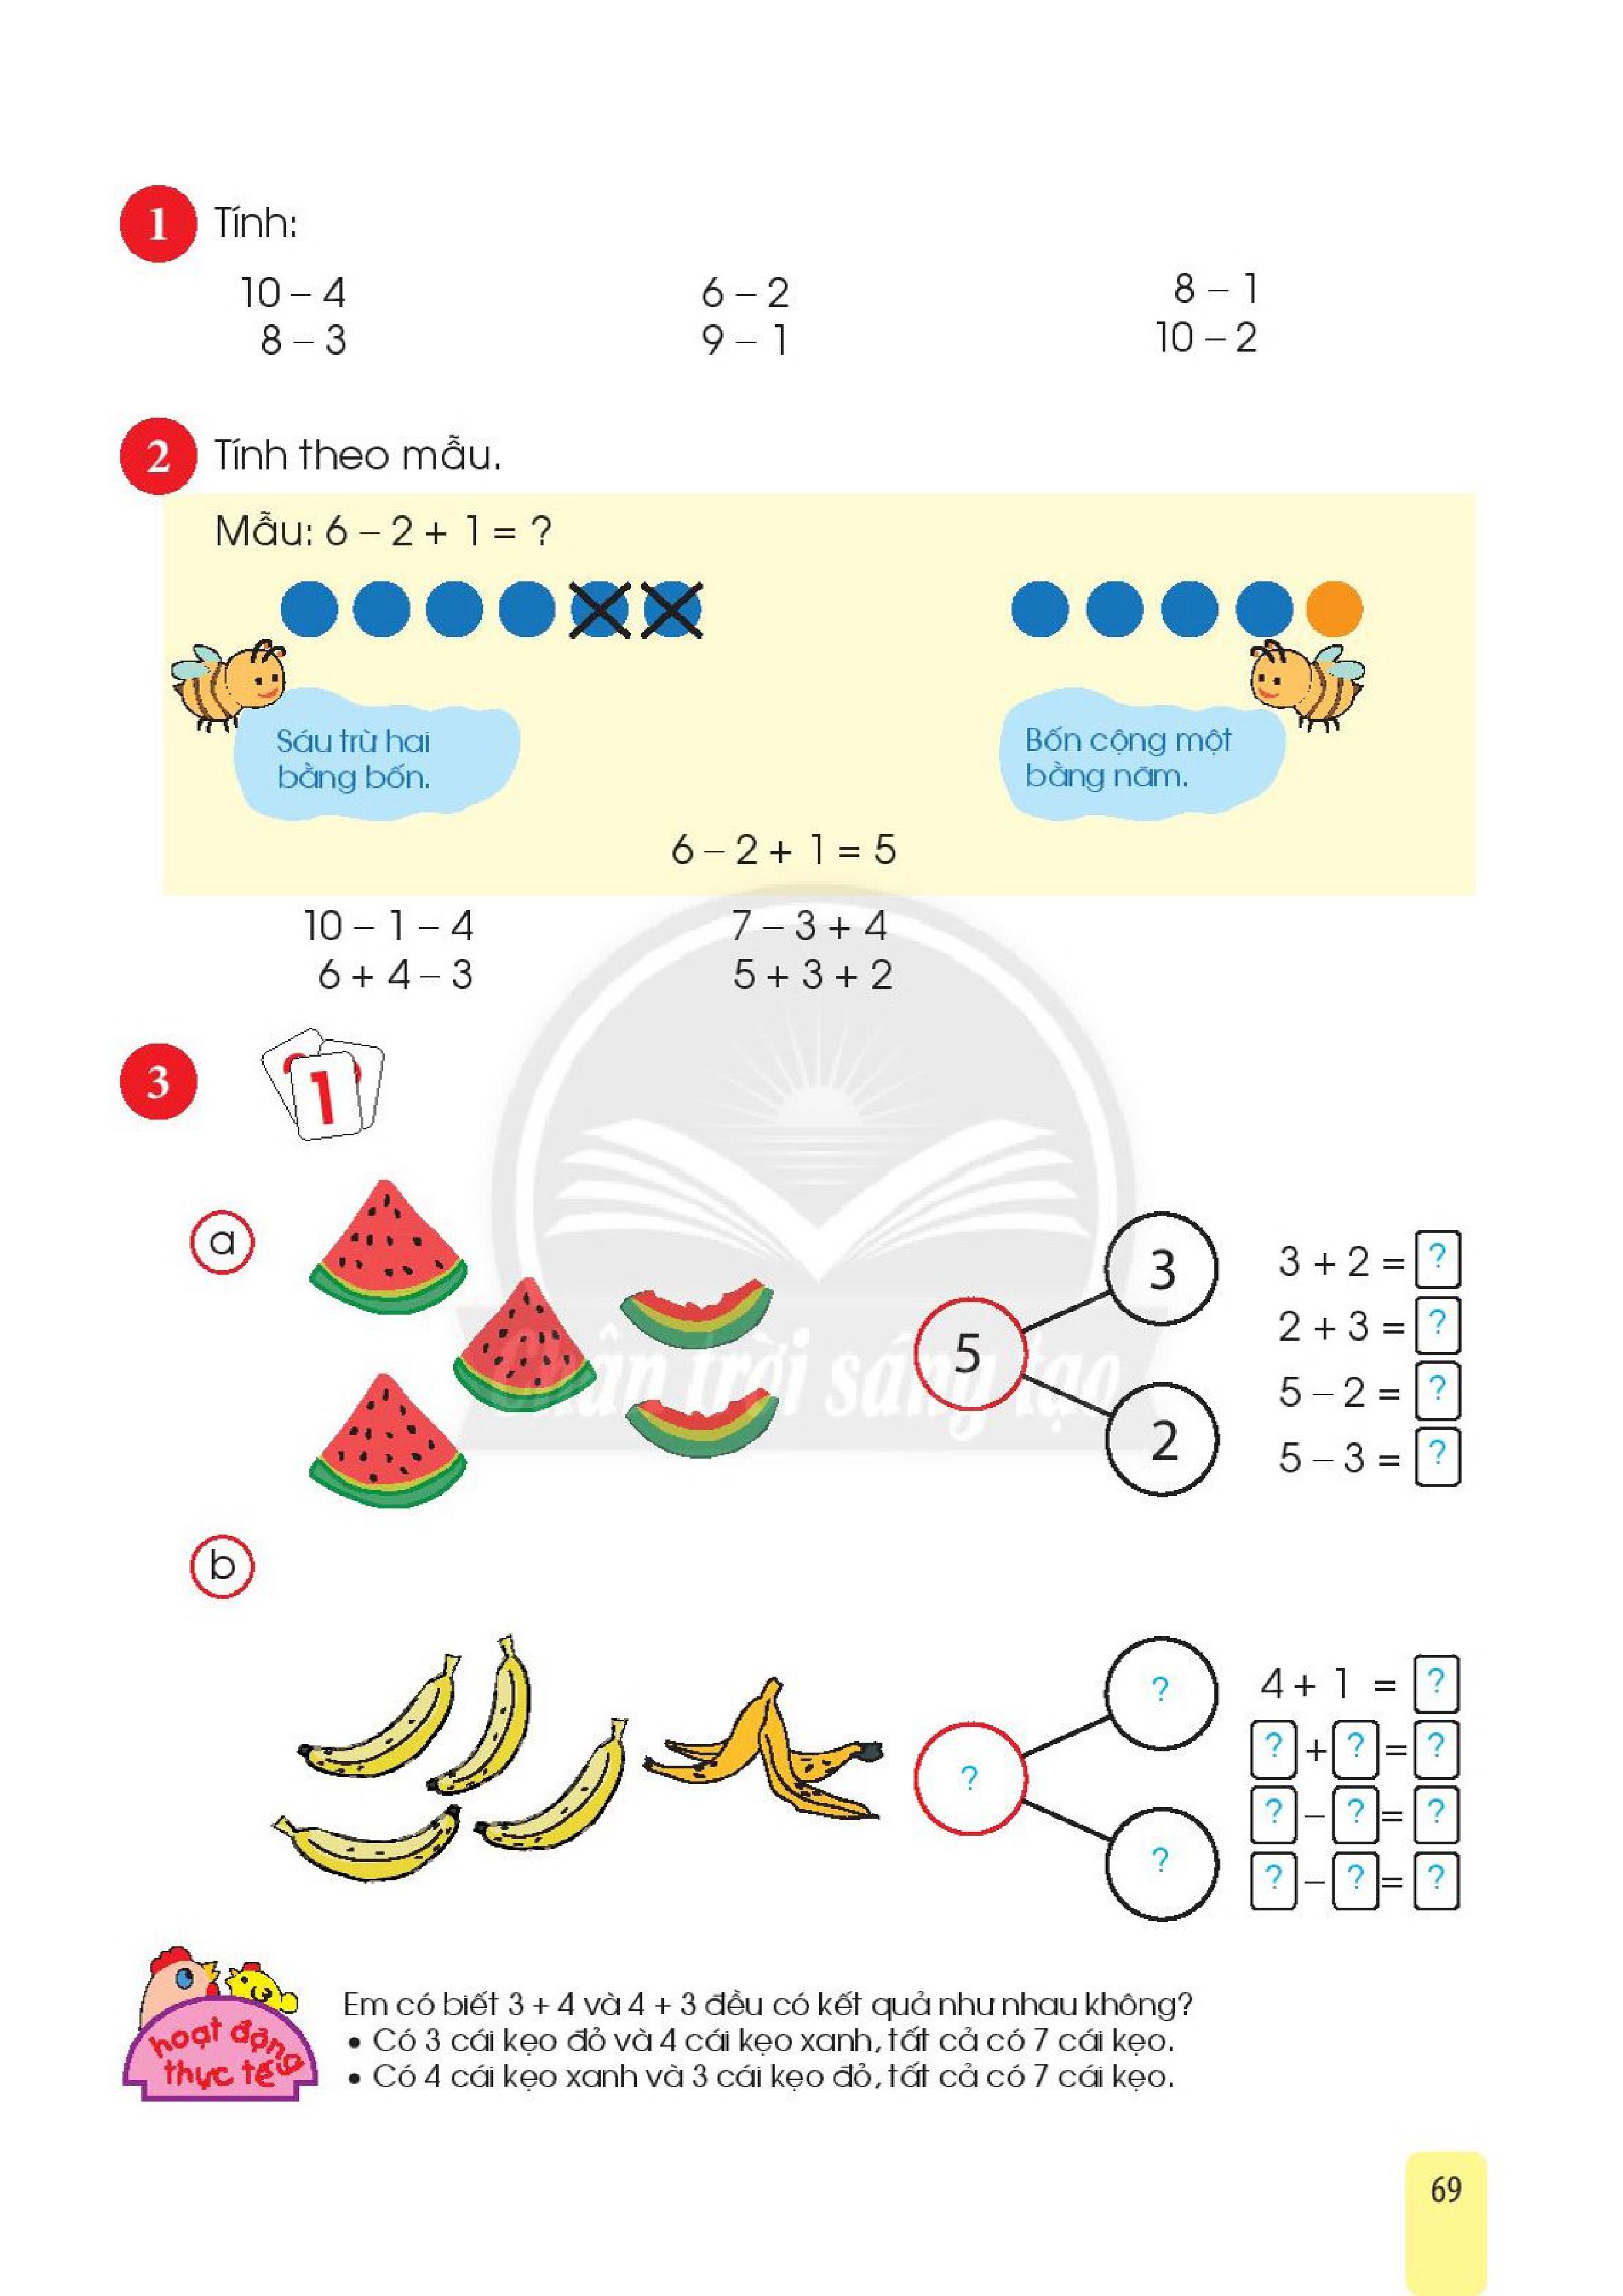 1 Tính:
10 – 4 6 – 2 8 – 1
8 – 3 9 – 1 10 – 2
2 Tính theo mẫu.
Mẫu: 6 – 2 + 1 = ?
Sáu trừ hai
bằng bốn.
Bốn cộng một
bằng năm.
6 – 2 + 1 = 5
10 – 1 – 4 7 – 3 + 4
6 + 4 – 3 5 + 3 + 2
3
1
a
5
3
2
3 + 2 = ?
2 + 3 = ?
5 – 2 = ?
5 – 3 = ?
Chân trời sáng tạo
b
?
?
?
4 + 1 = ?
? + ? = ?
? – ? = ?
? – ? = ?
hoạt động
thực tế
Em có biết 3 + 4 và 4 + 3 đều có kết quả như nhau không?
• Có 3 cái kẹo đỏ và 4 cái kẹo xanh, tất cả có 7 cái kẹo.
• Có 4 cái kẹo xanh và 3 cái kẹo đỏ, tất cả có 7 cái kẹo.
69